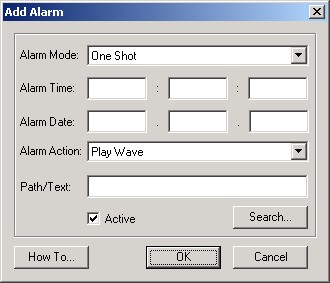 Add Alarm
Alarm Mode: One Shot
Alarm Time: : :
Alarm Date: . .
Alarm Action: Play Wave
Path/Text:
Active Search...
How To... OK Cancel